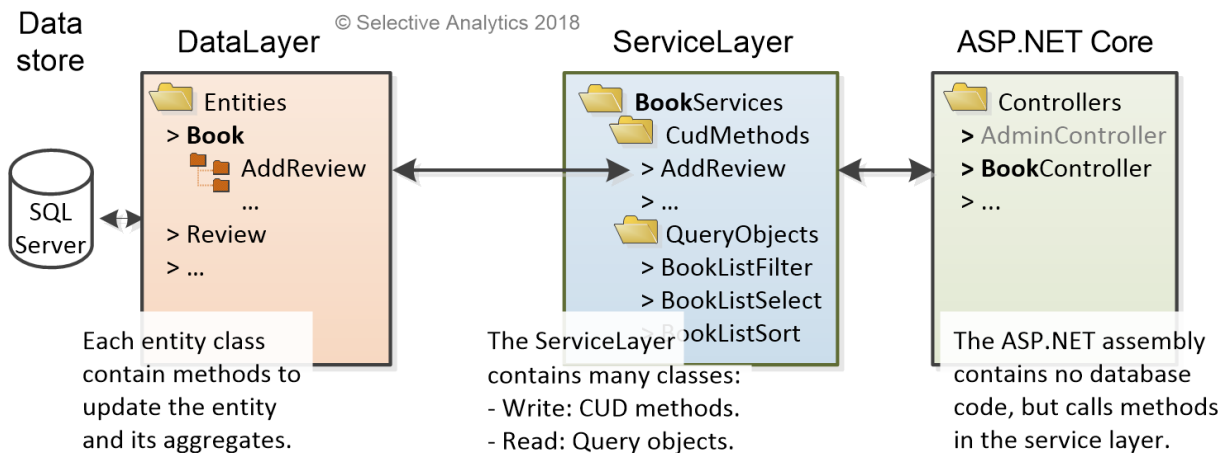 Data
store
© Selective Analytics 2018
DataLayer
ServiceLayer
ASP.NET Core
SQL
Server
Entities
> Book
AddReview
...
> Review
> ...
BookServices
CudMethods
> AddReview
> ...
QueryObjects
> BookListFilter
> BookListSelect
> BookListSort
Controllers
> AdminController
> BookController
> ...
Each entity class
contain methods to
update the entity
and its aggregates.
The ServiceLayer
contains many classes:
- Write: CUD methods.
- Read: Query objects.
The ASP.NET assembly
contains no database
code, but calls methods
in the service layer.